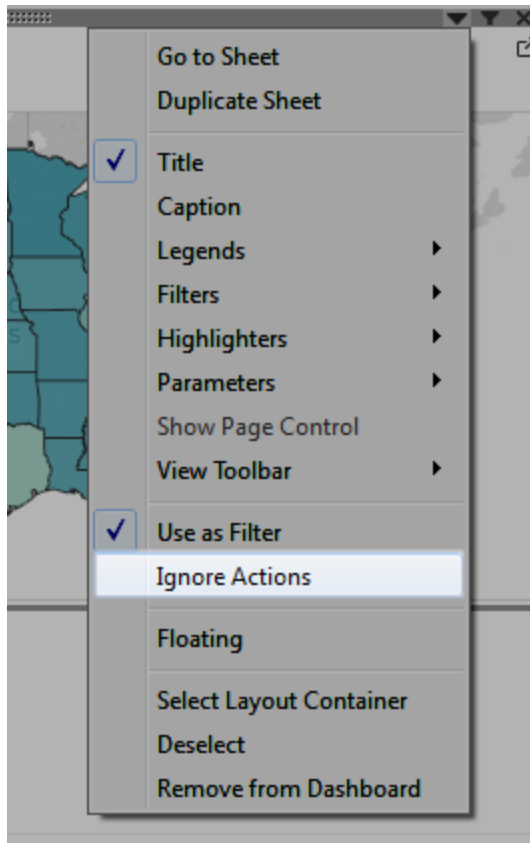 Go to Sheet
Duplicate Sheet
Title
Caption
Legends
Filters
Highlighters
Parameters
Show Page Control
View Toolbar
Use as Filter
Ignore Actions
Floating
Select Layout Container
Deselect
Remove from Dashboard